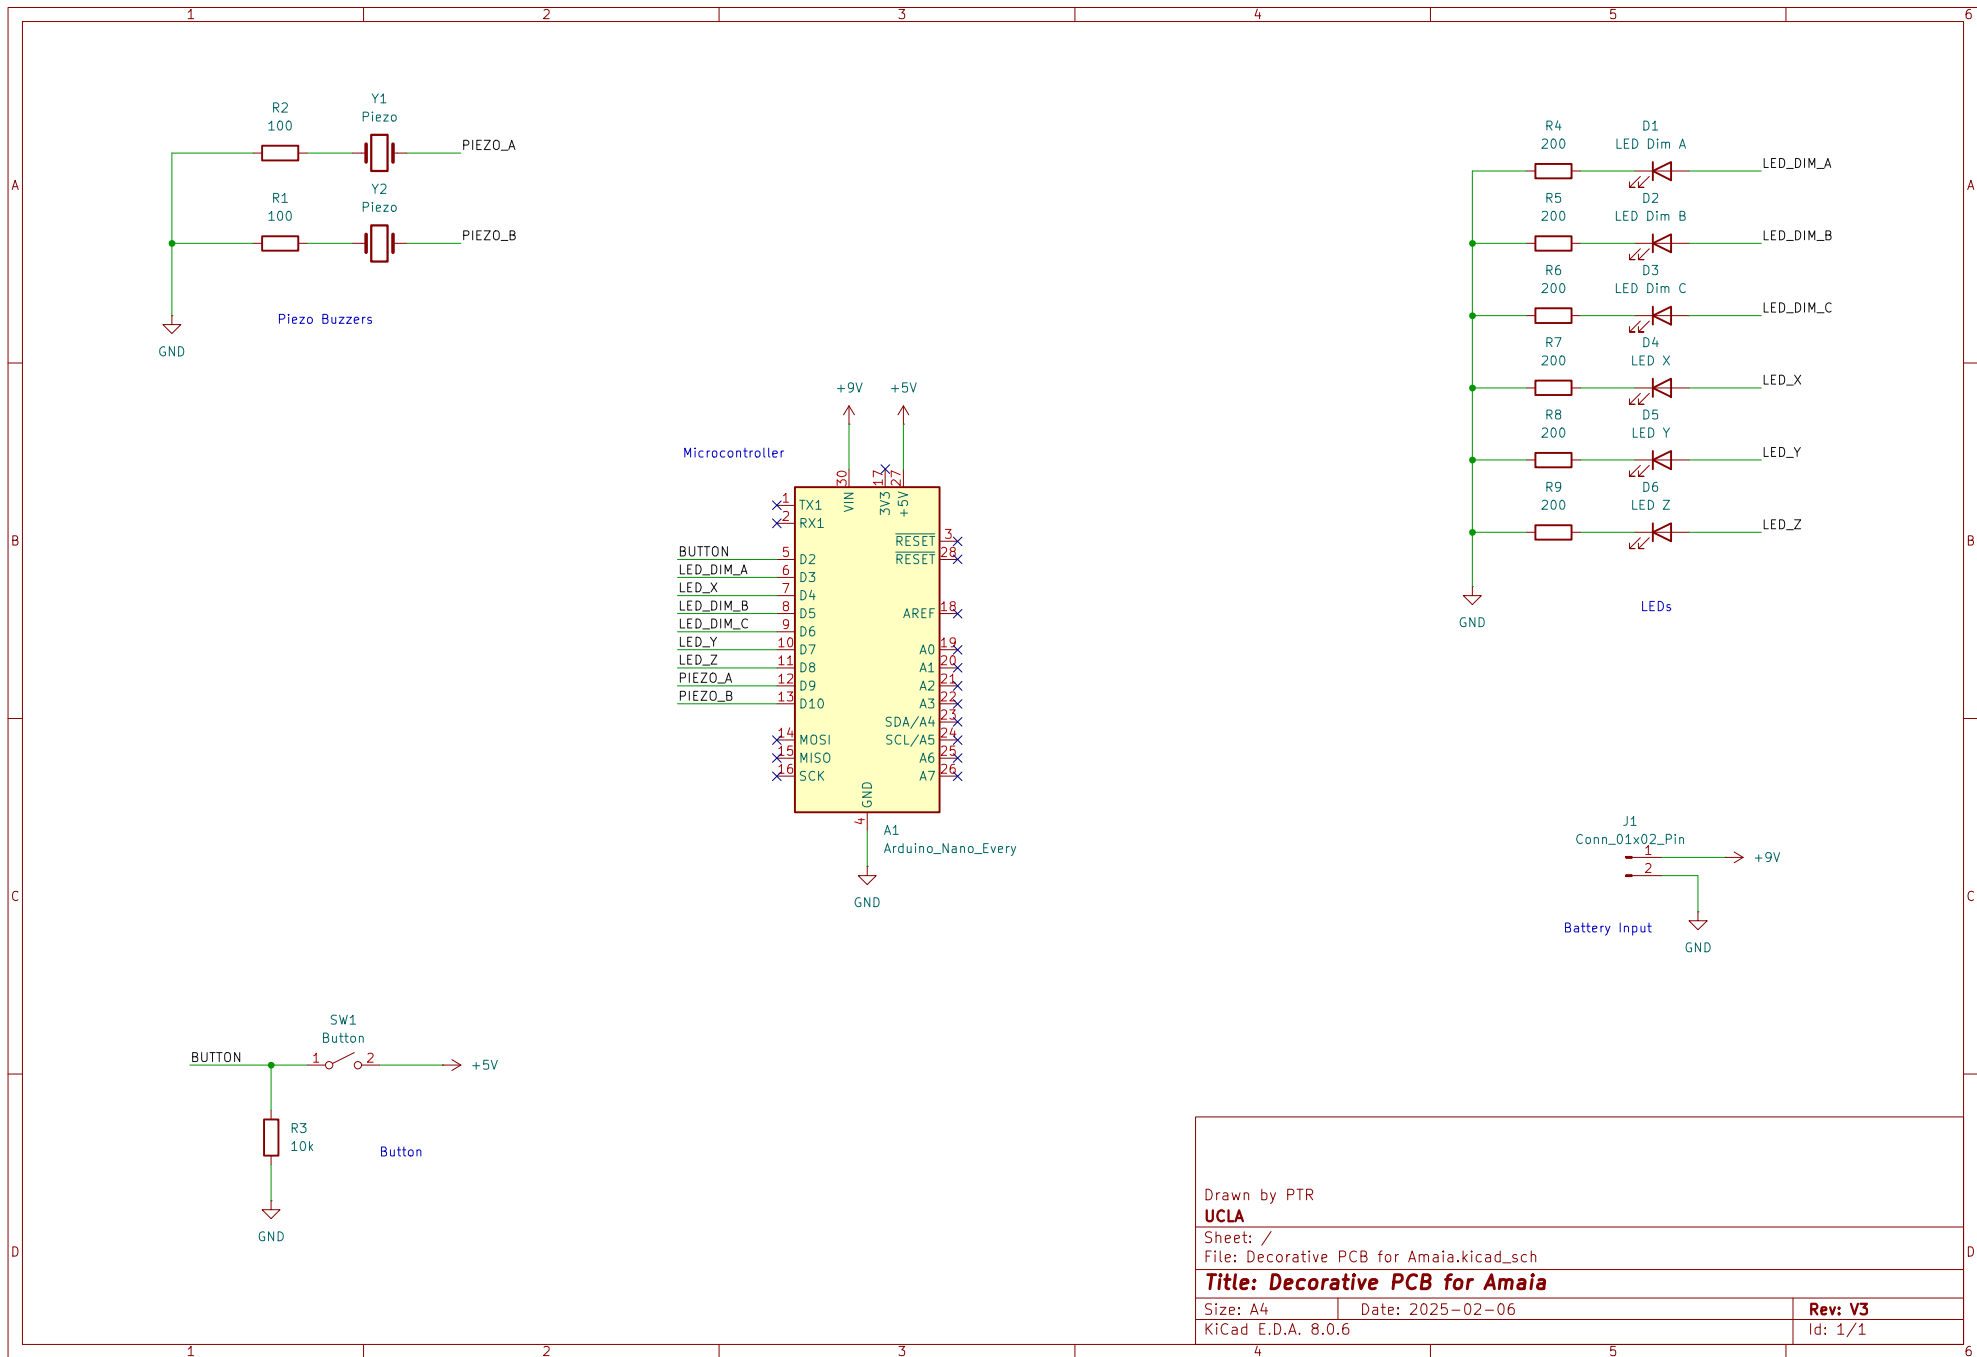 1 2 3 4 5 6
A A
B B
C C
D D
R2
100
Y1
Piezo
PIEZO_A
R1
100
Y2
Piezo
PIEZO_B
Piezo Buzzers
GND
R4
200
D1
LED Dim A
LED_DIM_A
R5
200
D2
LED Dim B
LED_DIM_B
R6
200
D3
LED Dim C
LED_DIM_C
R7
200
D4
LED X
LED_X
R8
200
D5
LED Y
LED_Y
R9
200
D6
LED Z
LED_Z
LEDs
GND
+9V +5V
Microcontroller
30 17 27
VIN 3V3 +5V
1 TX1
2 RX1
BUTTON 5 D2
LED_DIM_A 6 D3
LED_X 7 D4
LED_DIM_B 8 D5
LED_DIM_C 9 D6
LED_Y 10 D7
LED_Z 11 D8
PIEZO_A 12 D9
PIEZO_B 13 D10
14 MOSI
15 MISO
16 SCK
RESET 3
RESET 28
AREF 18
A0 19
A1 20
A2 21
A3 22
SDA/A4 23
SCL/A5 24
A6 25
A7 26
GND
4
A1
Arduino_Nano_Every
GND
J1
Conn_01x02_Pin
1 +9V
2
Battery Input
GND
SW1
Button
BUTTON 1 2 +5V
R3
10k
Button
GND
Drawn by PTR
UCLA
Sheet: /
File: Decorative PCB for Amaia.kicad_sch
Title: Decorative PCB for Amaia
Size: A4 Date: 2025-02-06 Rev: V3
KiCad E.D.A. 8.0.6 Id: 1/1
1 2 3 4 5 6